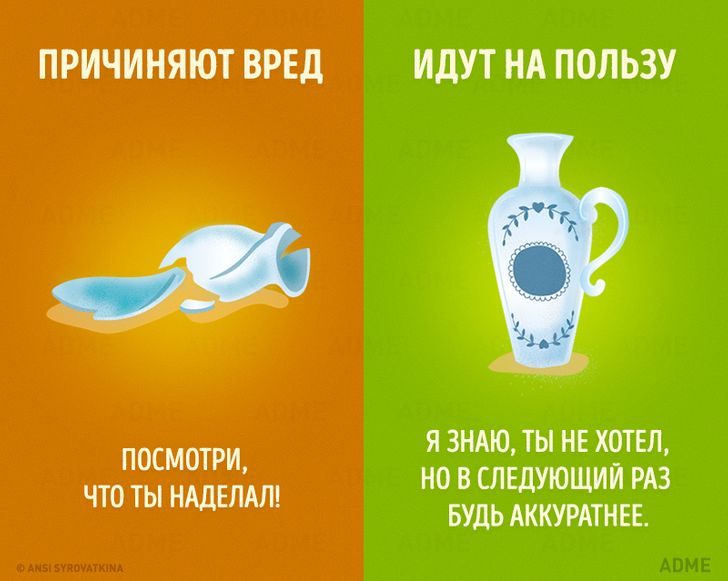 ПРИЧИНЯЮТ ВРЕД
ПОСМОТРИ,
ЧТО ТЫ НАДЕЛАЛ!
© ANSI SYROVATKINA
ИДУТ НА ПОЛЬЗУ
Я ЗНАЮ, ТЫ НЕ ХОТЕЛ,
НО В СЛЕДУЮЩИЙ РАЗ
БУДЬ АККУРАТНЕЕ.
ADME